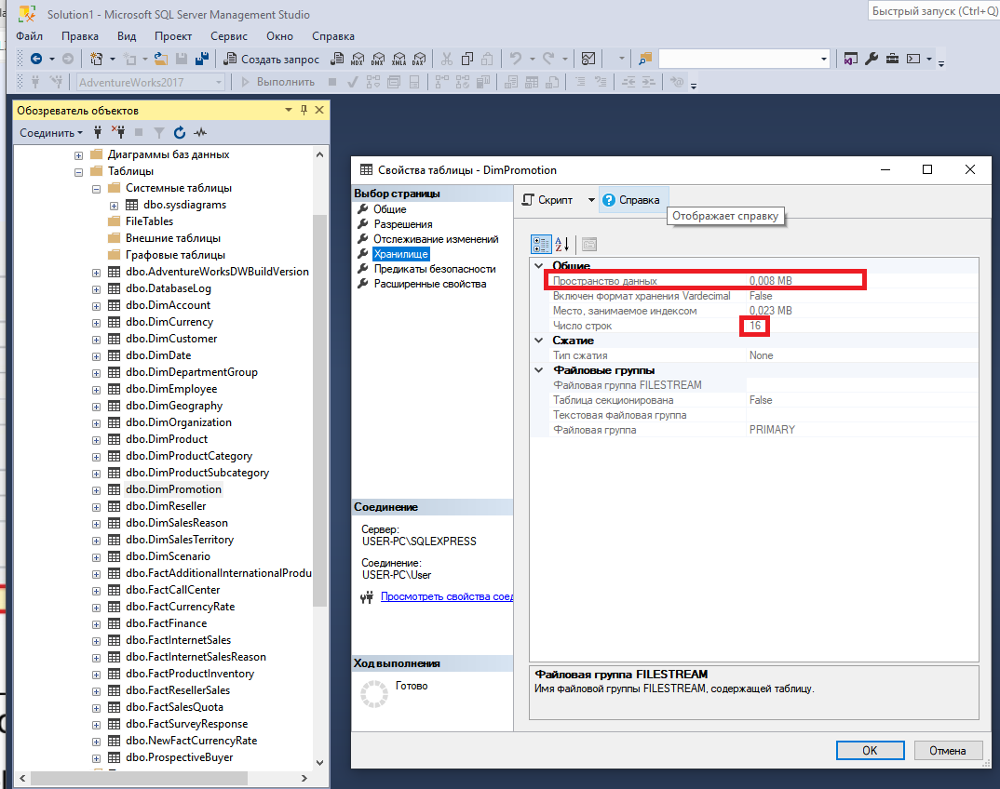 Solution1 - Microsoft SQL Server Management Studio
Быстрый запуск (Ctrl+Q)
Файл Правка Вид Проект Сервис Окно Справка
Создать запрос MDX DMX XMLA DAX
AdventureWorks2017 Выполнить
Обозреватель объектов
Соединить
Диаграммы баз данных
Таблицы
Системные таблицы
dbo.sysdiagrams
FileTables
Внешние таблицы
Графовые таблицы
dbo.AdventureWorksDWBuildVersion
dbo.DatabaseLog
dbo.DimAccount
dbo.DimCurrency
dbo.DimCustomer
dbo.DimDate
dbo.DimDepartmentGroup
dbo.DimEmployee
dbo.DimGeography
dbo.DimOrganization
dbo.DimProduct
dbo.DimProductCategory
dbo.DimProductSubcategory
dbo.DimPromotion
dbo.DimReseller
dbo.DimSalesReason
dbo.DimSalesTerritory
dbo.DimScenario
dbo.FactAdditionalInternationalProdu
dbo.FactCallCenter
dbo.FactCurrencyRate
dbo.FactFinance
dbo.FactInternetSales
dbo.FactInternetSalesReason
dbo.FactProductInventory
dbo.FactResellerSales
dbo.FactSalesQuota
dbo.FactSurveyResponse
dbo.NewFactCurrencyRate
dbo.ProspectiveBuyer
Свойства таблицы - DimPromotion
Выбор страницы
Общие
Разрешения
Отслеживание изменений
Хранилище
Предикаты безопасности
Расширенные свойства
Соединение
Сервер:
USER-PC\SQLEXPRESS
Соединение:
USER-PC\User
Просмотреть свойства соед
Ход выполнения
Готово
Скрипт Справка
Отображает справку
Общие
Пространство данных 0,008 MB
Включен формат хранения Vardecimal False
Место, занимаемое индексом 0,023 MB
Число строк 16
Сжатие
Тип сжатия None
Файловые группы
Файловая группа FILESTREAM
Таблица секционирована False
Текстовая файловая группа
Файловая группа PRIMARY
Файловая группа FILESTREAM
Имя файловой группы FILESTREAM, содержащей таблицу.
OK Отмена